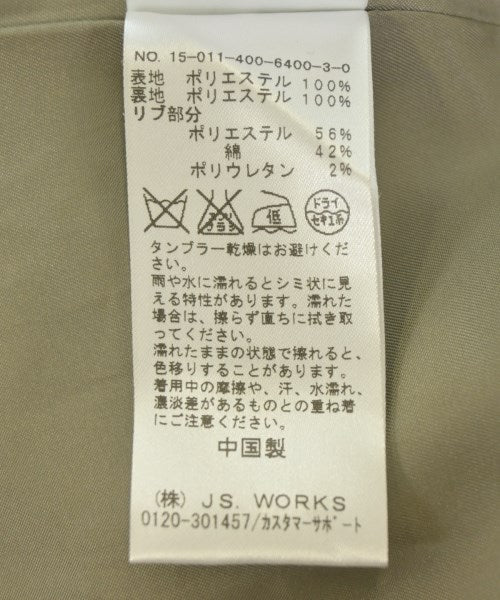 NO. 15-011-400-6400-3-0
表地 ポリエステル 100%
裏地 ポリエステル 100%
リブ部分
ポリエステル 56%
綿 42%
ポリウレタン 2%
エンソ サラシ 低 ドライ セキユ系
タンブラー乾燥はお避けくだ
さい。
雨や水に濡れるとシミ状に見
える特性があります。濡れた
場合は、擦らず直ちに拭き取
ってください。
濡れたままの状態で擦れると、
色移りすることがあります。
着用中の摩擦や、汗、水濡れ、
濃淡差があるものとの重ね着
にご注意ください。
中国製
(株) J.S. WORKS
0120-301457/カスタマーサポート